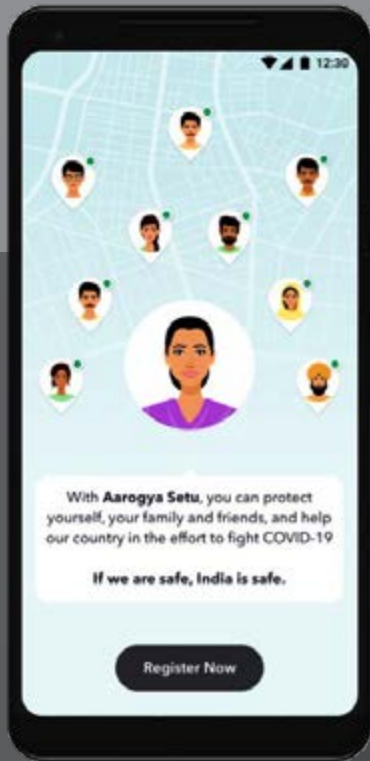 12:30
With Aarogya Setu, you can protect
yourself, your family and friends, and help
our country in the effort to fight COVID-19
If we are safe, India is safe.
Register Now